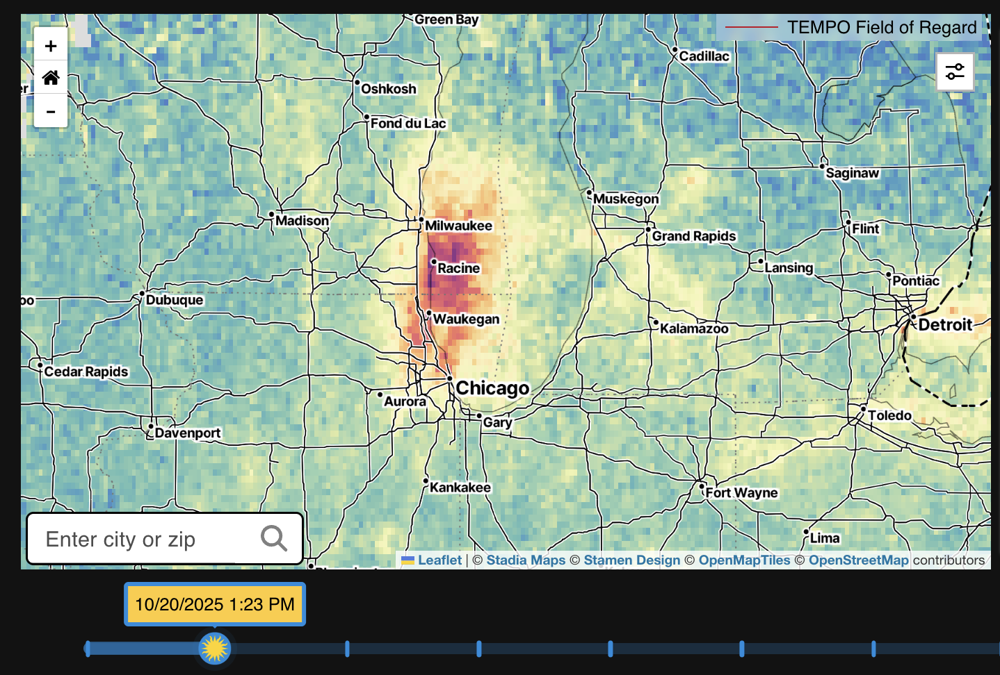 Green Bay
TEMPO Field of Regard
+
Cadillac
Oshkosh
er
−
Fond du Lac
Saginaw
Muskegon
Madison
Milwaukee
Flint
Grand Rapids
Racine
Lansing
Pontiac
oo
Dubuque
Waukegan
Kalamazoo
Detroit
Cedar Rapids
Chicago
Aurora
Toledo
Gary
Davenport
Kankakee
Fort Wayne
Enter city or zip
Lima
Leaflet | © Stadia Maps © Stamen Design © OpenMapTiles © OpenStreetMap contributors
10/20/2025 1:23 PM